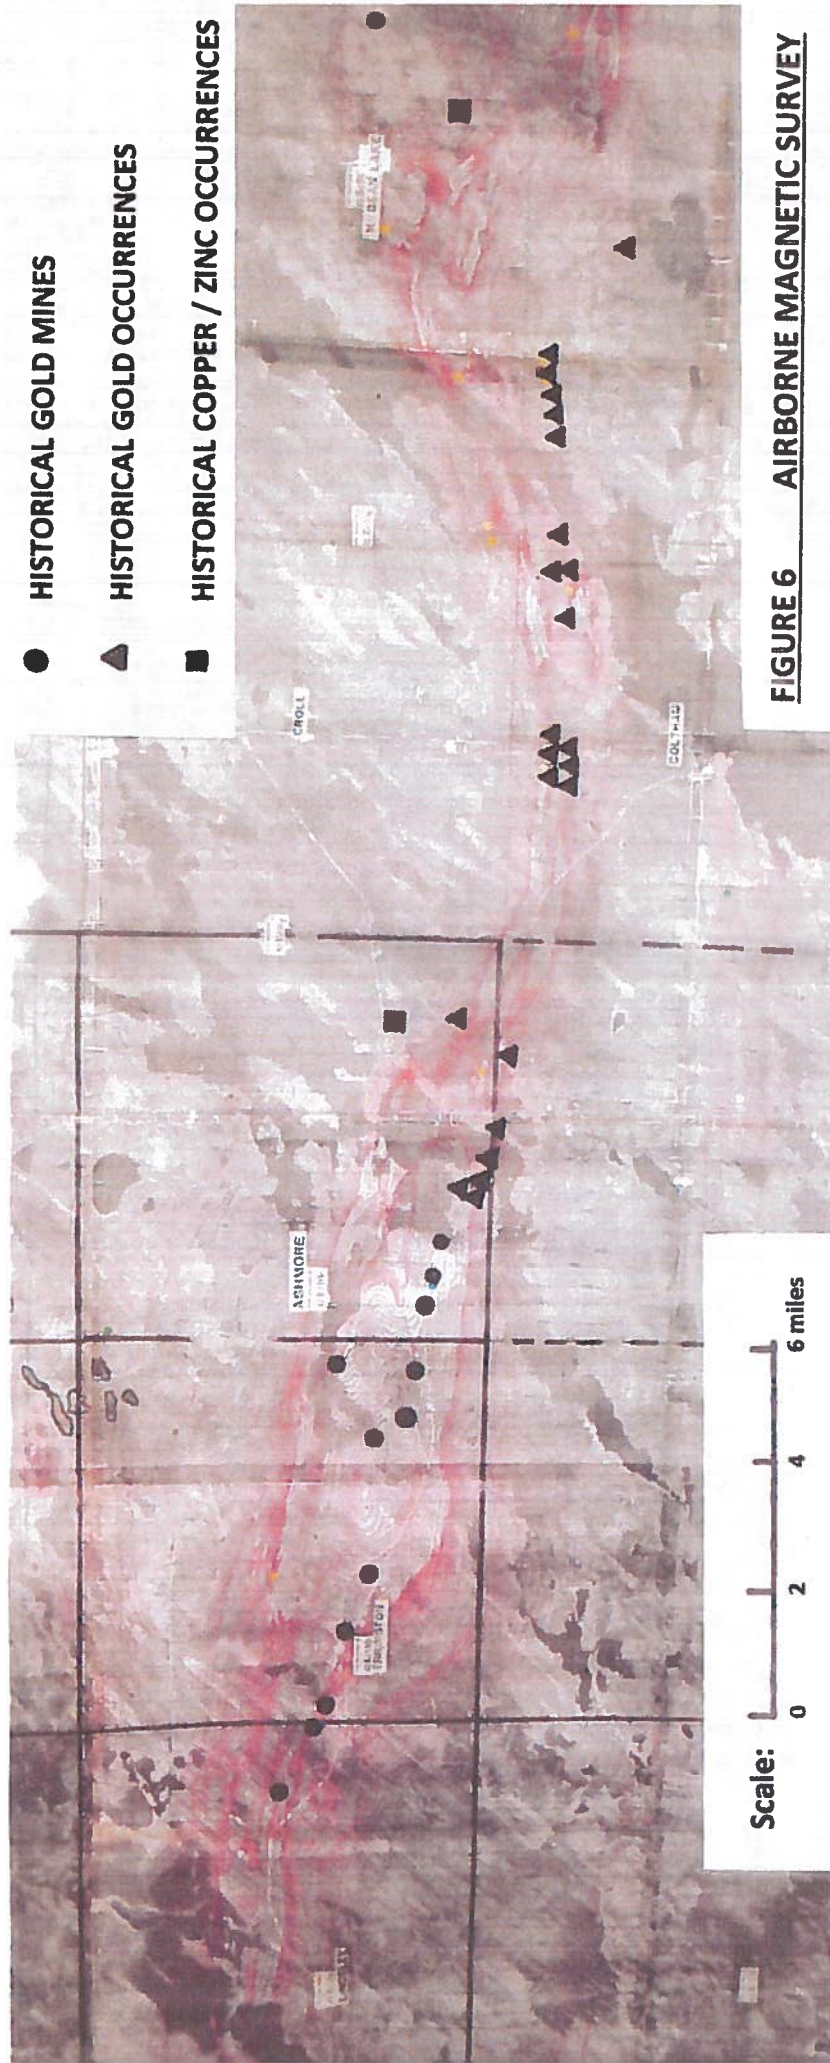 HISTORICAL GOLD MINES
HISTORICAL GOLD OCCURRENCES
HISTORICAL COPPER / ZINC OCCURRENCES
CROLL
ASHMORE
COLTHAM
Scale:
0 2 4 6 miles
FIGURE 6 AIRBORNE MAGNETIC SURVEY